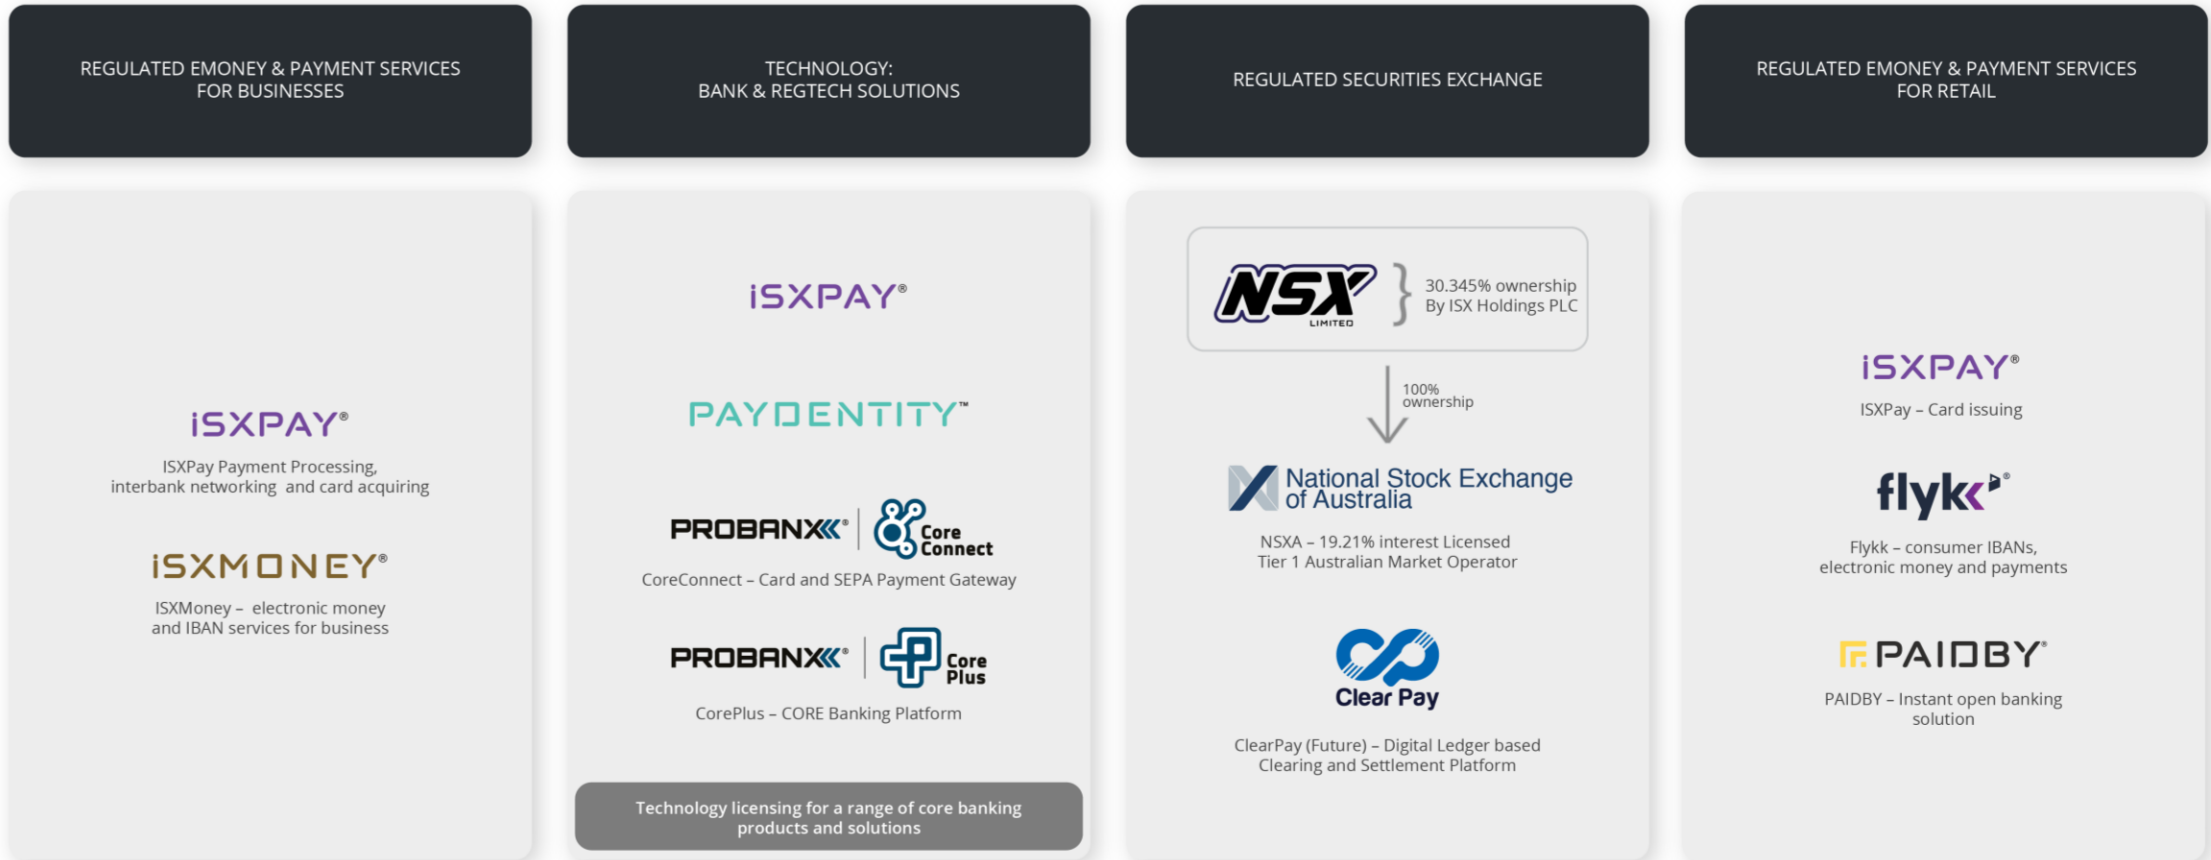 REGULATED EMONEY & PAYMENT SERVICES
FOR BUSINESSES
TECHNOLOGY:
BANK & REGTECH SOLUTIONS
REGULATED SECURITIES EXCHANGE
REGULATED EMONEY & PAYMENT SERVICES
FOR RETAIL
iSXPAY®
ISXPay Payment Processing,
interbank networking and card acquiring
iSXMONEY®
ISXMoney – electronic money
and IBAN services for business
iSXPAY®
PAYDENTITY™
PROBANX®
Core
Connect
CoreConnect – Card and SEPA Payment Gateway
PROBANX®
Core
Plus
CorePlus – CORE Banking Platform
Technology licensing for a range of core banking
products and solutions
NSX
LIMITED
30.345% ownership
By ISX Holdings PLC
100%
ownership
National Stock Exchange
of Australia
NSXA – 19.21% interest Licensed
Tier 1 Australian Market Operator
Clear Pay
ClearPay (Future) – Digital Ledger based
Clearing and Settlement Platform
iSXPAY®
ISXPay – Card issuing
flykk®
Flykk – consumer IBANs,
electronic money and payments
PAIDBY®
PAIDBY – Instant open banking
solution